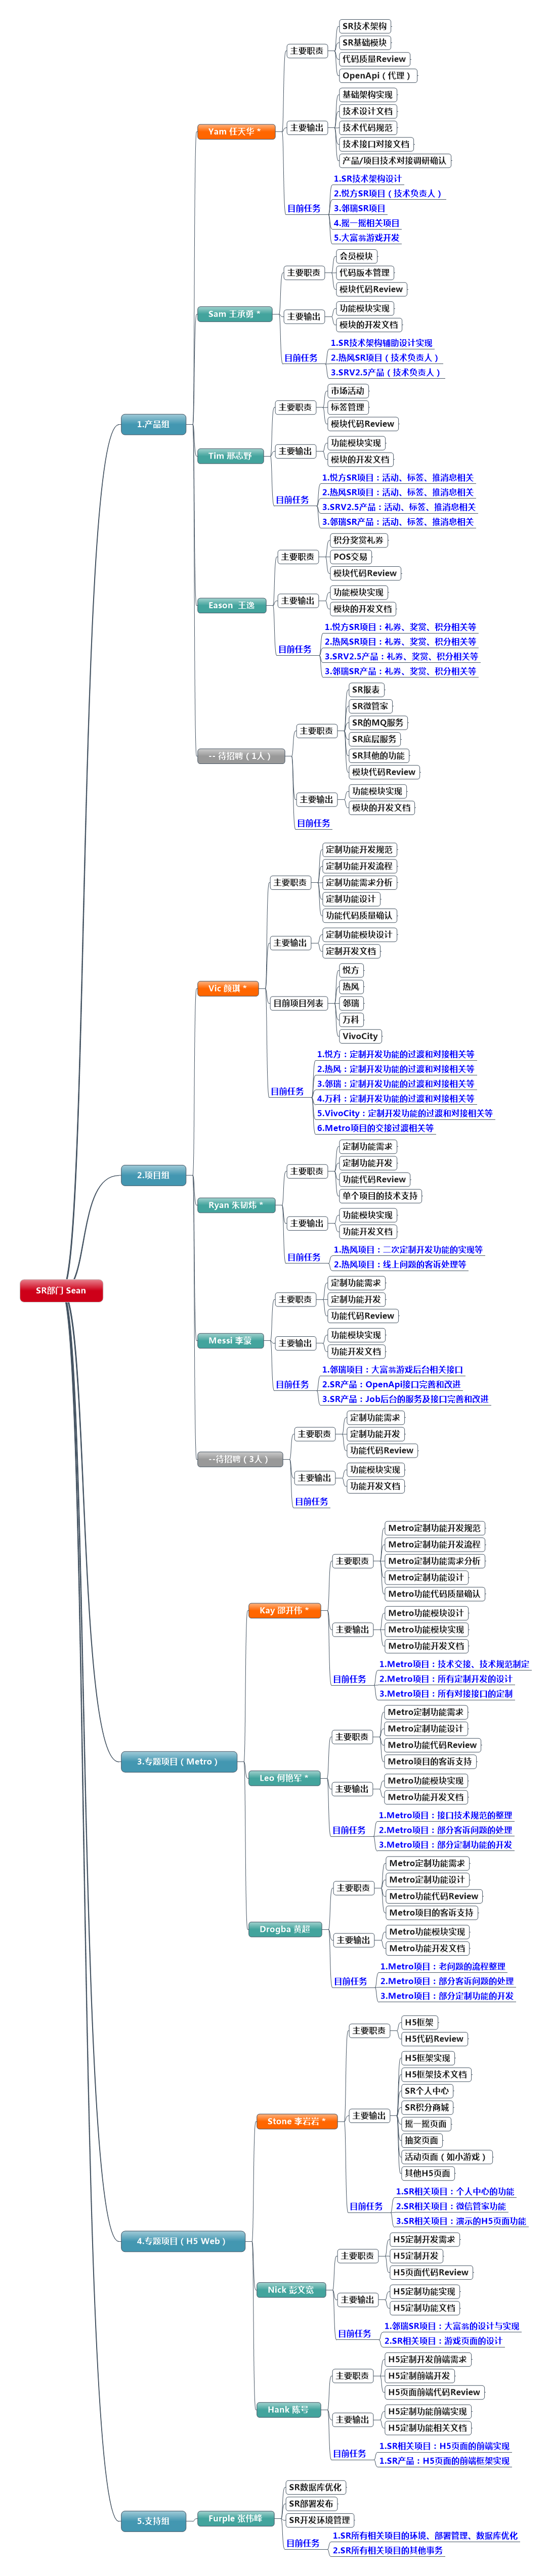 SR部门 Sean
1.产品组
Yam 任天华 *
主要职责
SR技术架构
SR基础模块
代码质量Review
OpenApi（代理）
主要输出
基础架构实现
技术设计文档
技术代码规范
技术接口对接文档
产品/项目技术对接调研确认
目前任务
1.SR技术架构设计
2.悦方SR项目（技术负责人）
3.邻瑞SR项目
4.摇一摇相关项目
5.大富翁游戏开发
Sam 王承勇 *
主要职责
会员模块
代码版本管理
模块代码Review
主要输出
功能模块实现
模块的开发文档
目前任务
1.SR技术架构辅助设计实现
2.热风SR项目（技术负责人）
3.SRV2.5产品（技术负责人）
Tim 邢志野
主要职责
市场活动
标签管理
模块代码Review
主要输出
功能模块实现
模块的开发文档
目前任务
1.悦方SR项目：活动、标签、推消息相关
2.热风SR项目：活动、标签、推消息相关
3.SRV2.5产品：活动、标签、推消息相关
3.邻瑞SR产品：活动、标签、推消息相关
Eason 王逸
主要职责
积分奖赏礼券
POS交易
模块代码Review
主要输出
功能模块实现
模块的开发文档
目前任务
1.悦方SR项目：礼券、奖赏、积分相关等
2.热风SR项目：礼券、奖赏、积分相关等
3.SRV2.5产品：礼券、奖赏、积分相关等
3.邻瑞SR产品：礼券、奖赏、积分相关等
-- 待招聘（1人）
主要职责
SR报表
SR微管家
SR的MQ服务
SR底层服务
SR其他的功能
模块代码Review
主要输出
功能模块实现
模块的开发文档
目前任务
2.项目组
Vic 颜琪 *
主要职责
定制功能开发规范
定制功能开发流程
定制功能需求分析
定制功能设计
功能代码质量确认
主要输出
定制功能模块设计
定制开发文档
目前项目列表
悦方
热风
邻瑞
万科
VivoCity
目前任务
1.悦方：定制开发功能的过渡和对接相关等
2.热风：定制开发功能的过渡和对接相关等
3.邻瑞：定制开发功能的过渡和对接相关等
4.万科：定制开发功能的过渡和对接相关等
5.VivoCity：定制开发功能的过渡和对接相关等
6.Metro项目的交接过渡相关等
Ryan 朱韧炜 *
主要职责
定制功能需求
定制功能开发
功能代码Review
单个项目的技术支持
主要输出
功能模块实现
功能开发文档
目前任务
1.热风项目：二次定制开发功能的实现等
2.热风项目：线上问题的客诉处理等
Messi 李蒙
主要职责
定制功能需求
定制功能开发
功能代码Review
主要输出
功能模块实现
功能开发文档
目前任务
1.邻瑞项目：大富翁游戏后台相关接口
2.SR产品：OpenApi接口完善和改进
3.SR产品：Job后台的服务及接口完善和改进
--待招聘（3人）
主要职责
定制功能需求
定制功能开发
功能代码Review
主要输出
功能模块实现
功能开发文档
目前任务
3.专题项目（Metro）
Kay 邵开伟 *
主要职责
Metro定制功能开发规范
Metro定制功能开发流程
Metro定制功能需求分析
Metro定制功能设计
Metro功能代码质量确认
主要输出
Metro功能模块设计
Metro功能模块实现
Metro功能开发文档
目前任务
1.Metro项目：技术交接、技术规范制定
2.Metro项目：所有定制开发的设计
3.Metro项目：所有对接接口的定制
Leo 何艳军 *
主要职责
Metro定制功能需求
Metro定制功能设计
Metro功能代码Review
Metro项目的客诉支持
主要输出
Metro功能模块实现
Metro功能开发文档
目前任务
1.Metro项目：接口技术规范的整理
2.Metro项目：部分客诉问题的处理
3.Metro项目：部分定制功能的开发
Drogba 黄超
主要职责
Metro定制功能需求
Metro定制功能设计
Metro功能代码Review
Metro项目的客诉支持
主要输出
Metro功能模块实现
Metro功能开发文档
目前任务
1.Metro项目：老问题的流程整理
2.Metro项目：部分客诉问题的处理
3.Metro项目：部分定制功能的开发
4.专题项目（H5 Web）
Stone 李岩岩 *
主要职责
H5框架
H5代码Review
主要输出
H5框架实现
H5框架技术文档
SR个人中心
SR积分商城
摇一摇页面
抽奖页面
活动页面（如小游戏）
其他H5页面
目前任务
1.SR相关项目：个人中心的功能
2.SR相关项目：微信管家功能
3.SR相关项目：演示的H5页面功能
Nick 彭文富
主要职责
H5定制开发需求
H5定制开发
H5页面代码Review
主要输出
H5定制功能实现
H5定制功能文档
目前任务
1.邻瑞SR项目：大富翁的设计与实现
2.SR相关项目：游戏页面的设计
Hank 陈号
主要职责
H5定制开发前端需求
H5定制前端开发
H5页面前端代码Review
主要输出
H5定制功能前端实现
H5定制功能相关文档
目前任务
1.SR相关项目：H5页面的前端实现
1.SR产品：H5页面的前端框架实现
5.支持组
Furple 张伟峰
SR数据库优化
SR部署发布
SR开发环境管理
目前任务
1.SR所有相关项目的环境、部署管理、数据库优化
2.SR所有相关项目的其他事务